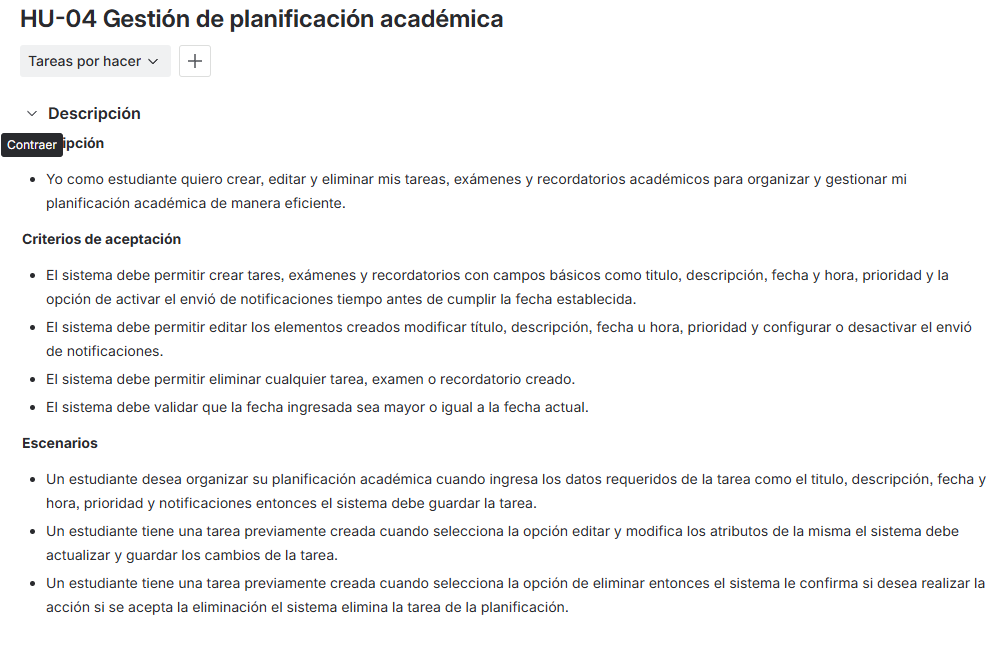 HU-04 Gestión de planificación académica
Tareas por hacer
Descripción
Contraer
ipción
Yo como estudiante quiero crear, editar y eliminar mis tareas, exámenes y recordatorios académicos para organizar y gestionar mi
planificación académica de manera eficiente.
Criterios de aceptación
El sistema debe permitir crear tares, exámenes y recordatorios con campos básicos como titulo, descripción, fecha y hora, prioridad y la
opción de activar el envió de notificaciones tiempo antes de cumplir la fecha establecida.
El sistema debe permitir editar los elementos creados modificar título, descripción, fecha u hora, prioridad y configurar o desactivar el envió
de notificaciones.
El sistema debe permitir eliminar cualquier tarea, examen o recordatorio creado.
El sistema debe validar que la fecha ingresada sea mayor o igual a la fecha actual.
Escenarios
Un estudiante desea organizar su planificación académica cuando ingresa los datos requeridos de la tarea como el titulo, descripción, fecha y
hora, prioridad y notificaciones entonces el sistema debe guardar la tarea.
Un estudiante tiene una tarea previamente creada cuando selecciona la opción editar y modifica los atributos de la misma el sistema debe
actualizar y guardar los cambios de la tarea.
Un estudiante tiene una tarea previamente creada cuando selecciona la opción de eliminar entonces el sistema le confirma si desea realizar la
acción si se acepta la eliminación el sistema elimina la tarea de la planificación.